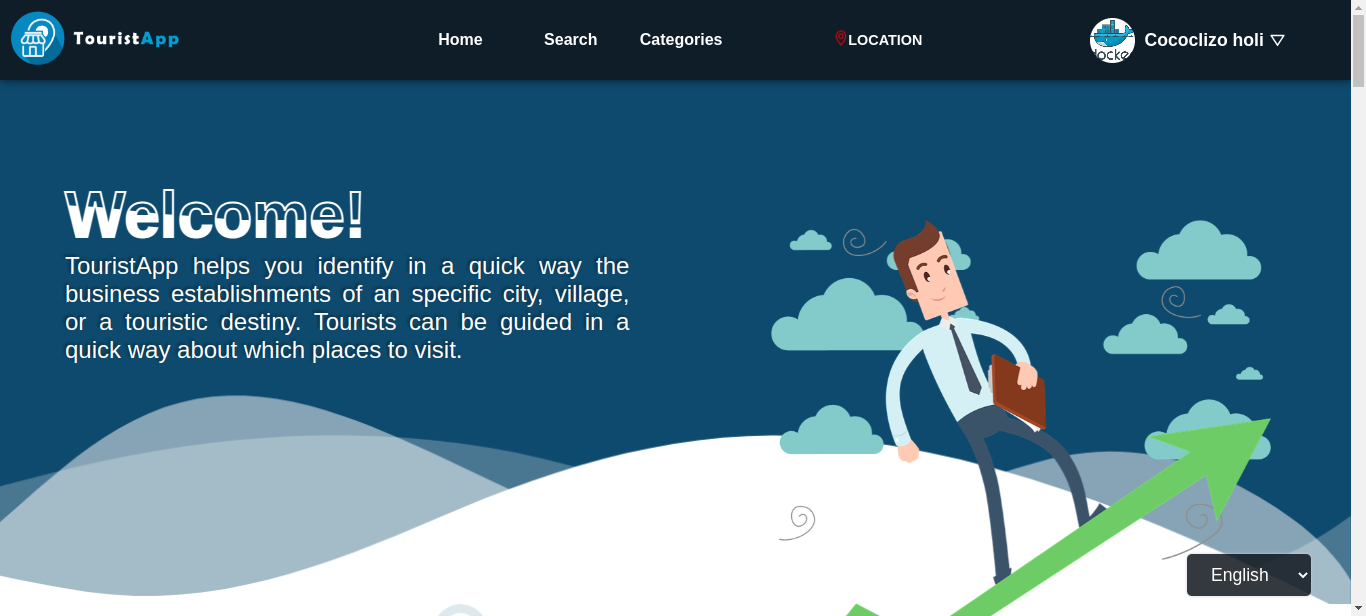 TouristApp
Home
Search
Categories
LOCATION
Cococlizo holi
Welcome!
TouristApp helps you identify in a quick way the
business establishments of an specific city, village,
or a touristic destiny. Tourists can be guided in a
quick way about which places to visit.
English